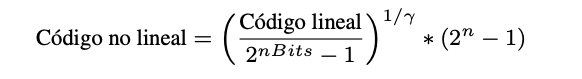 Código no lineal = (Código lineal / 2^{nBits} − 1)^{1/γ} ∗ (2^n − 1)